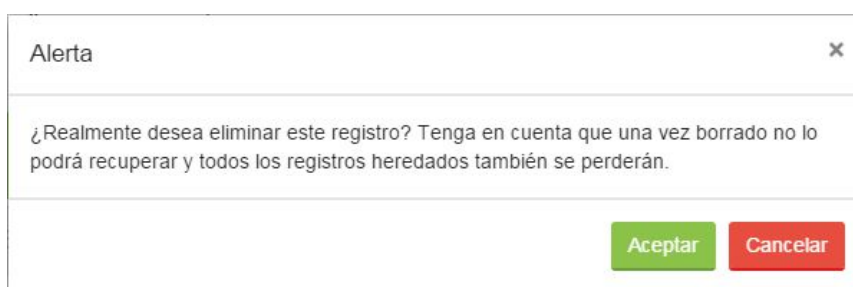 Alerta
×
¿Realmente desea eliminar este registro? Tenga en cuenta que una vez borrado no lo
podrá recuperar y todos los registros heredados también se perderán.
Aceptar
Cancelar